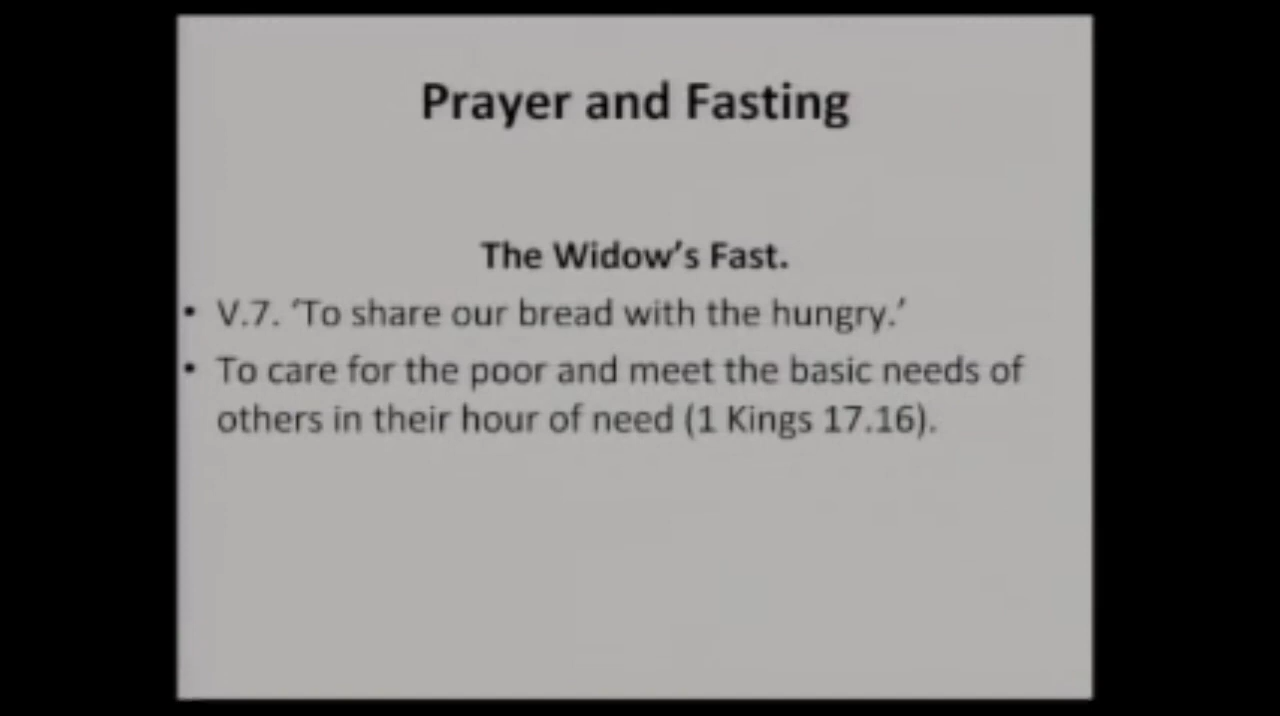 Prayer and Fasting
The Widow’s Fast.
• V.7. ‘To share our bread with the hungry.’
• To care for the poor and meet the basic needs of
others in their hour of need (1 Kings 17.16).